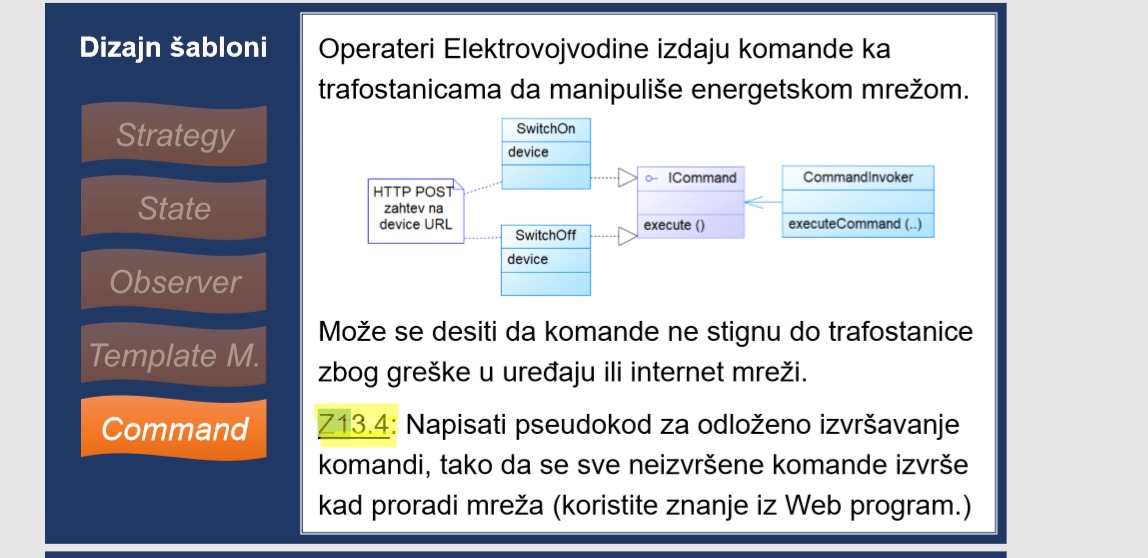 Dizajn šabloni
Strategy
State
Observer
Template M.
Command
Operateri Elektrovojvodine izdaju komande ka
trafostanicama da manipuliše energetskom mrežom.
SwitchOn
device
HTTP POST
zahtev na
device URL
SwitchOff
device
ICommand
execute ()
CommandInvoker
executeCommand (..)
Može se desiti da komande ne stignu do trafostanice
zbog greške u uređaju ili internet mreži.
Z13.4: Napisati pseudokod za odloženo izvršavanje
komandi, tako da se sve neizvršene komande izvrše
kad proradi mreža (koristite znanje iz Web program.)